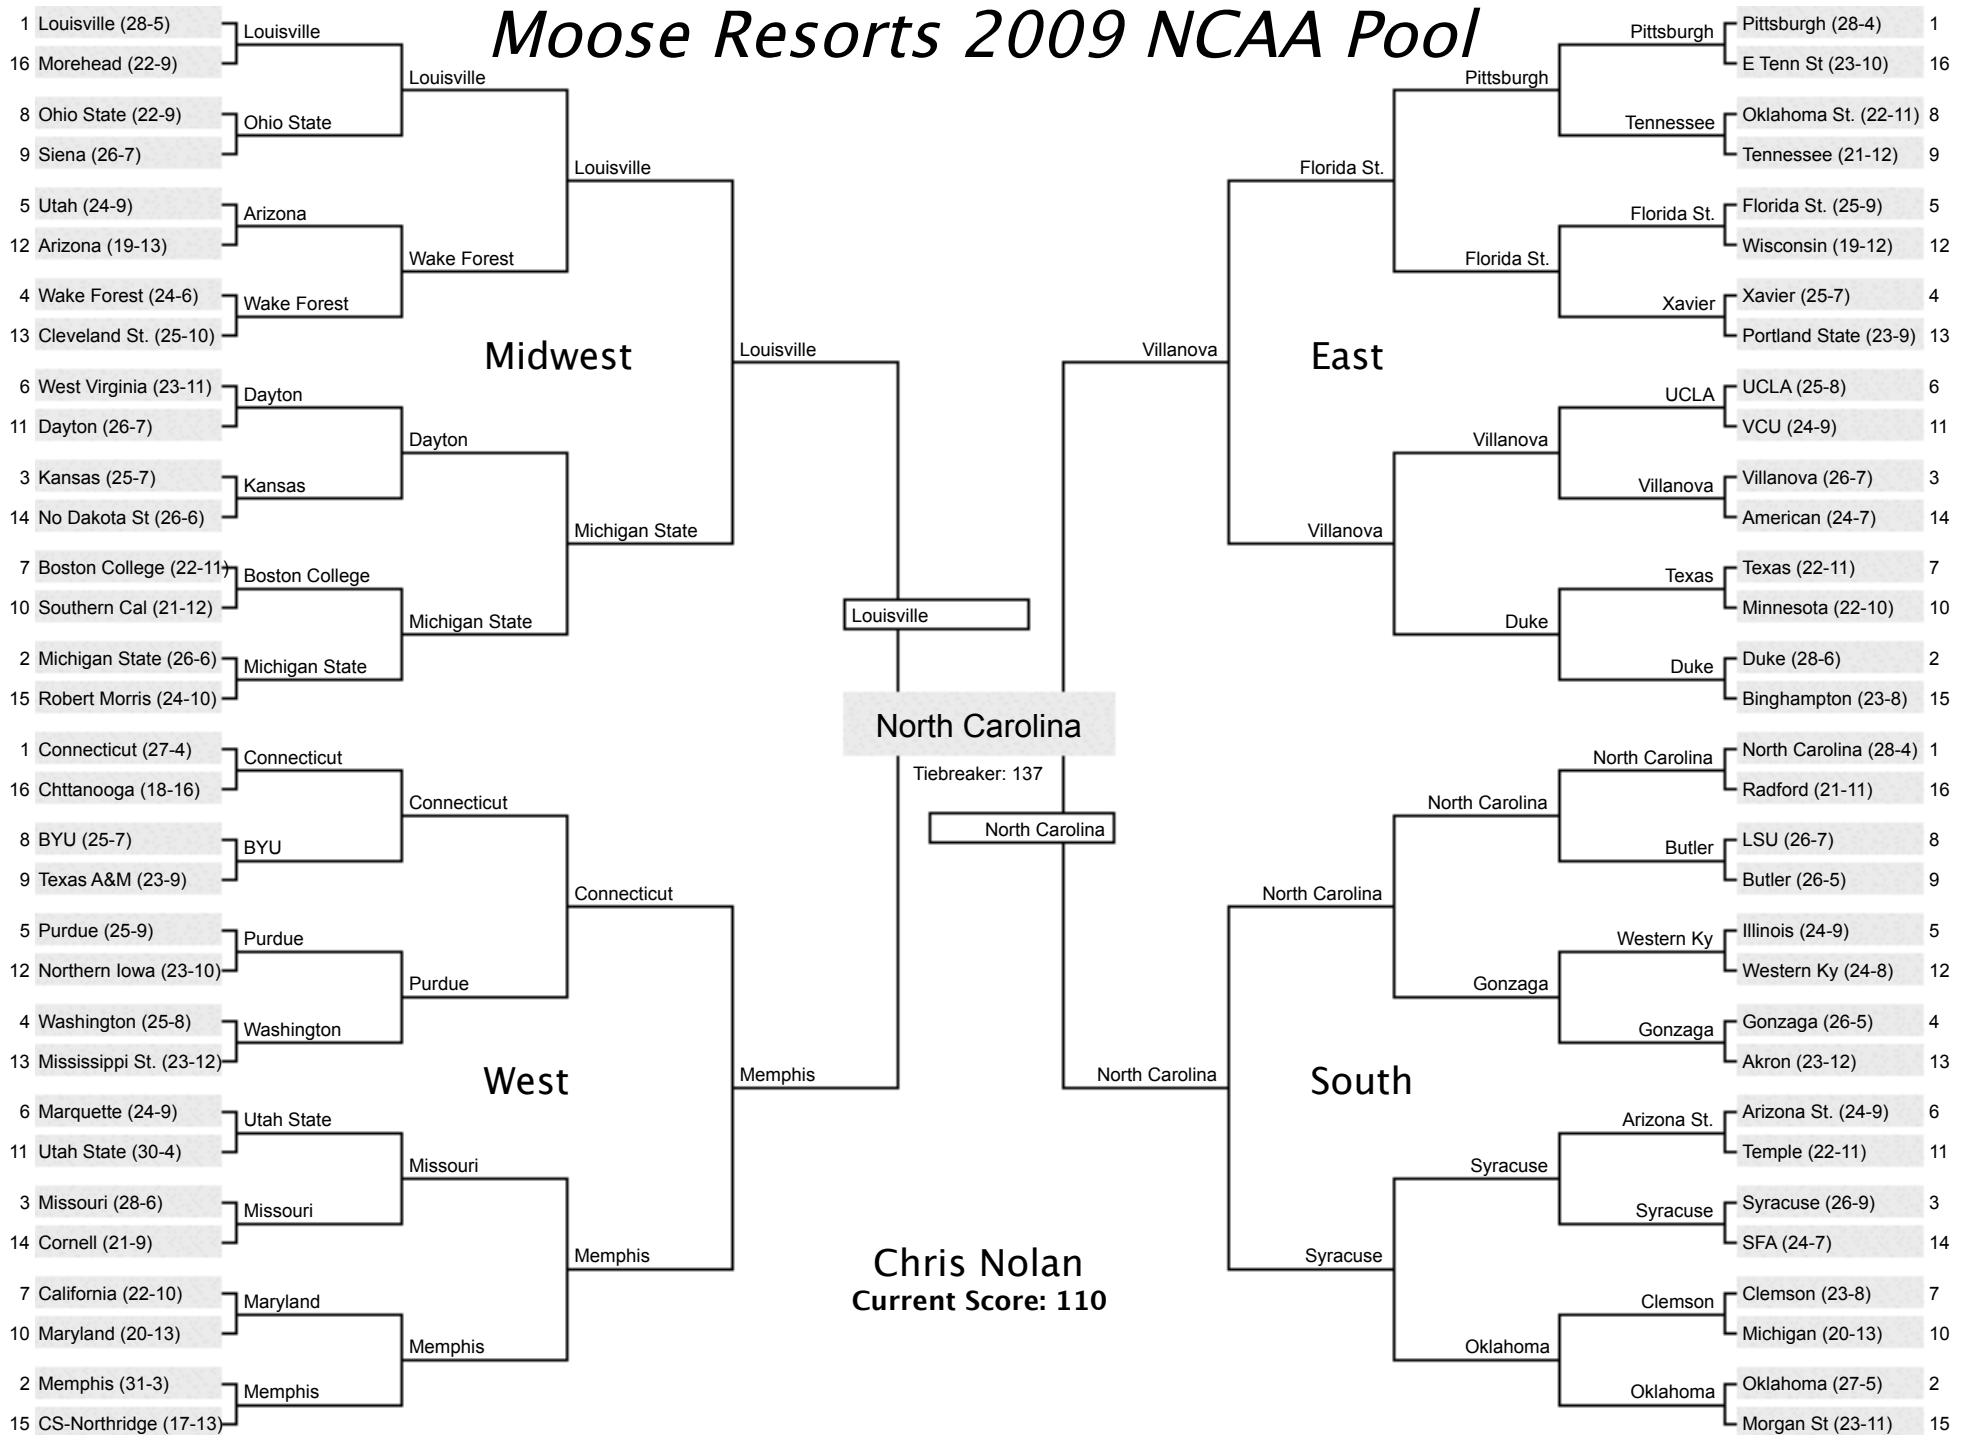 Moose Resorts 2009 NCAA Pool
1 Louisville (28-5)
16 Morehead (22-9)
8 Ohio State (22-9)
9 Siena (26-7)
5 Utah (24-9)
12 Arizona (19-13)
4 Wake Forest (24-6)
13 Cleveland St. (25-10)
6 West Virginia (23-11)
11 Dayton (26-7)
3 Kansas (25-7)
14 No Dakota St (26-6)
7 Boston College (22-11)
10 Southern Cal (21-12)
2 Michigan State (26-6)
15 Robert Morris (24-10)
Louisville
Ohio State
Arizona
Wake Forest
Dayton
Kansas
Boston College
Michigan State
Louisville
Wake Forest
Dayton
Michigan State
Louisville
Michigan State
Louisville
Midwest
1 Connecticut (27-4)
16 Chttanooga (18-16)
8 BYU (25-7)
9 Texas A&M (23-9)
5 Purdue (25-9)
12 Northern Iowa (23-10)
4 Washington (25-8)
13 Mississippi St. (23-12)
6 Marquette (24-9)
11 Utah State (30-4)
3 Missouri (28-6)
14 Cornell (21-9)
7 California (22-10)
10 Maryland (20-13)
2 Memphis (31-3)
15 CS-Northridge (17-13)
Connecticut
BYU
Purdue
Washington
Utah State
Missouri
Maryland
Memphis
Connecticut
Purdue
Missouri
Memphis
Connecticut
Memphis
Memphis
West
Louisville
North Carolina
Tiebreaker: 137
North Carolina
Chris Nolan
Current Score: 110
Pittsburgh (28-4) 1
E Tenn St (23-10) 16
Oklahoma St. (22-11) 8
Tennessee (21-12) 9
Florida St. (25-9) 5
Wisconsin (19-12) 12
Xavier (25-7) 4
Portland State (23-9) 13
UCLA (25-8) 6
VCU (24-9) 11
Villanova (26-7) 3
American (24-7) 14
Texas (22-11) 7
Minnesota (22-10) 10
Duke (28-6) 2
Binghampton (23-8) 15
Pittsburgh
Tennessee
Florida St.
Xavier
UCLA
Villanova
Texas
Duke
Pittsburgh
Florida St.
Villanova
Duke
Florida St.
Villanova
Villanova
East
North Carolina (28-4) 1
Radford (21-11) 16
LSU (26-7) 8
Butler (26-5) 9
Illinois (24-9) 5
Western Ky (24-8) 12
Gonzaga (26-5) 4
Akron (23-12) 13
Arizona St. (24-9) 6
Temple (22-11) 11
Syracuse (26-9) 3
SFA (24-7) 14
Clemson (23-8) 7
Michigan (20-13) 10
Oklahoma (27-5) 2
Morgan St (23-11) 15
North Carolina
Butler
Western Ky
Gonzaga
Arizona St.
Syracuse
Clemson
Oklahoma
North Carolina
Gonzaga
Syracuse
Oklahoma
North Carolina
Syracuse
North Carolina
South